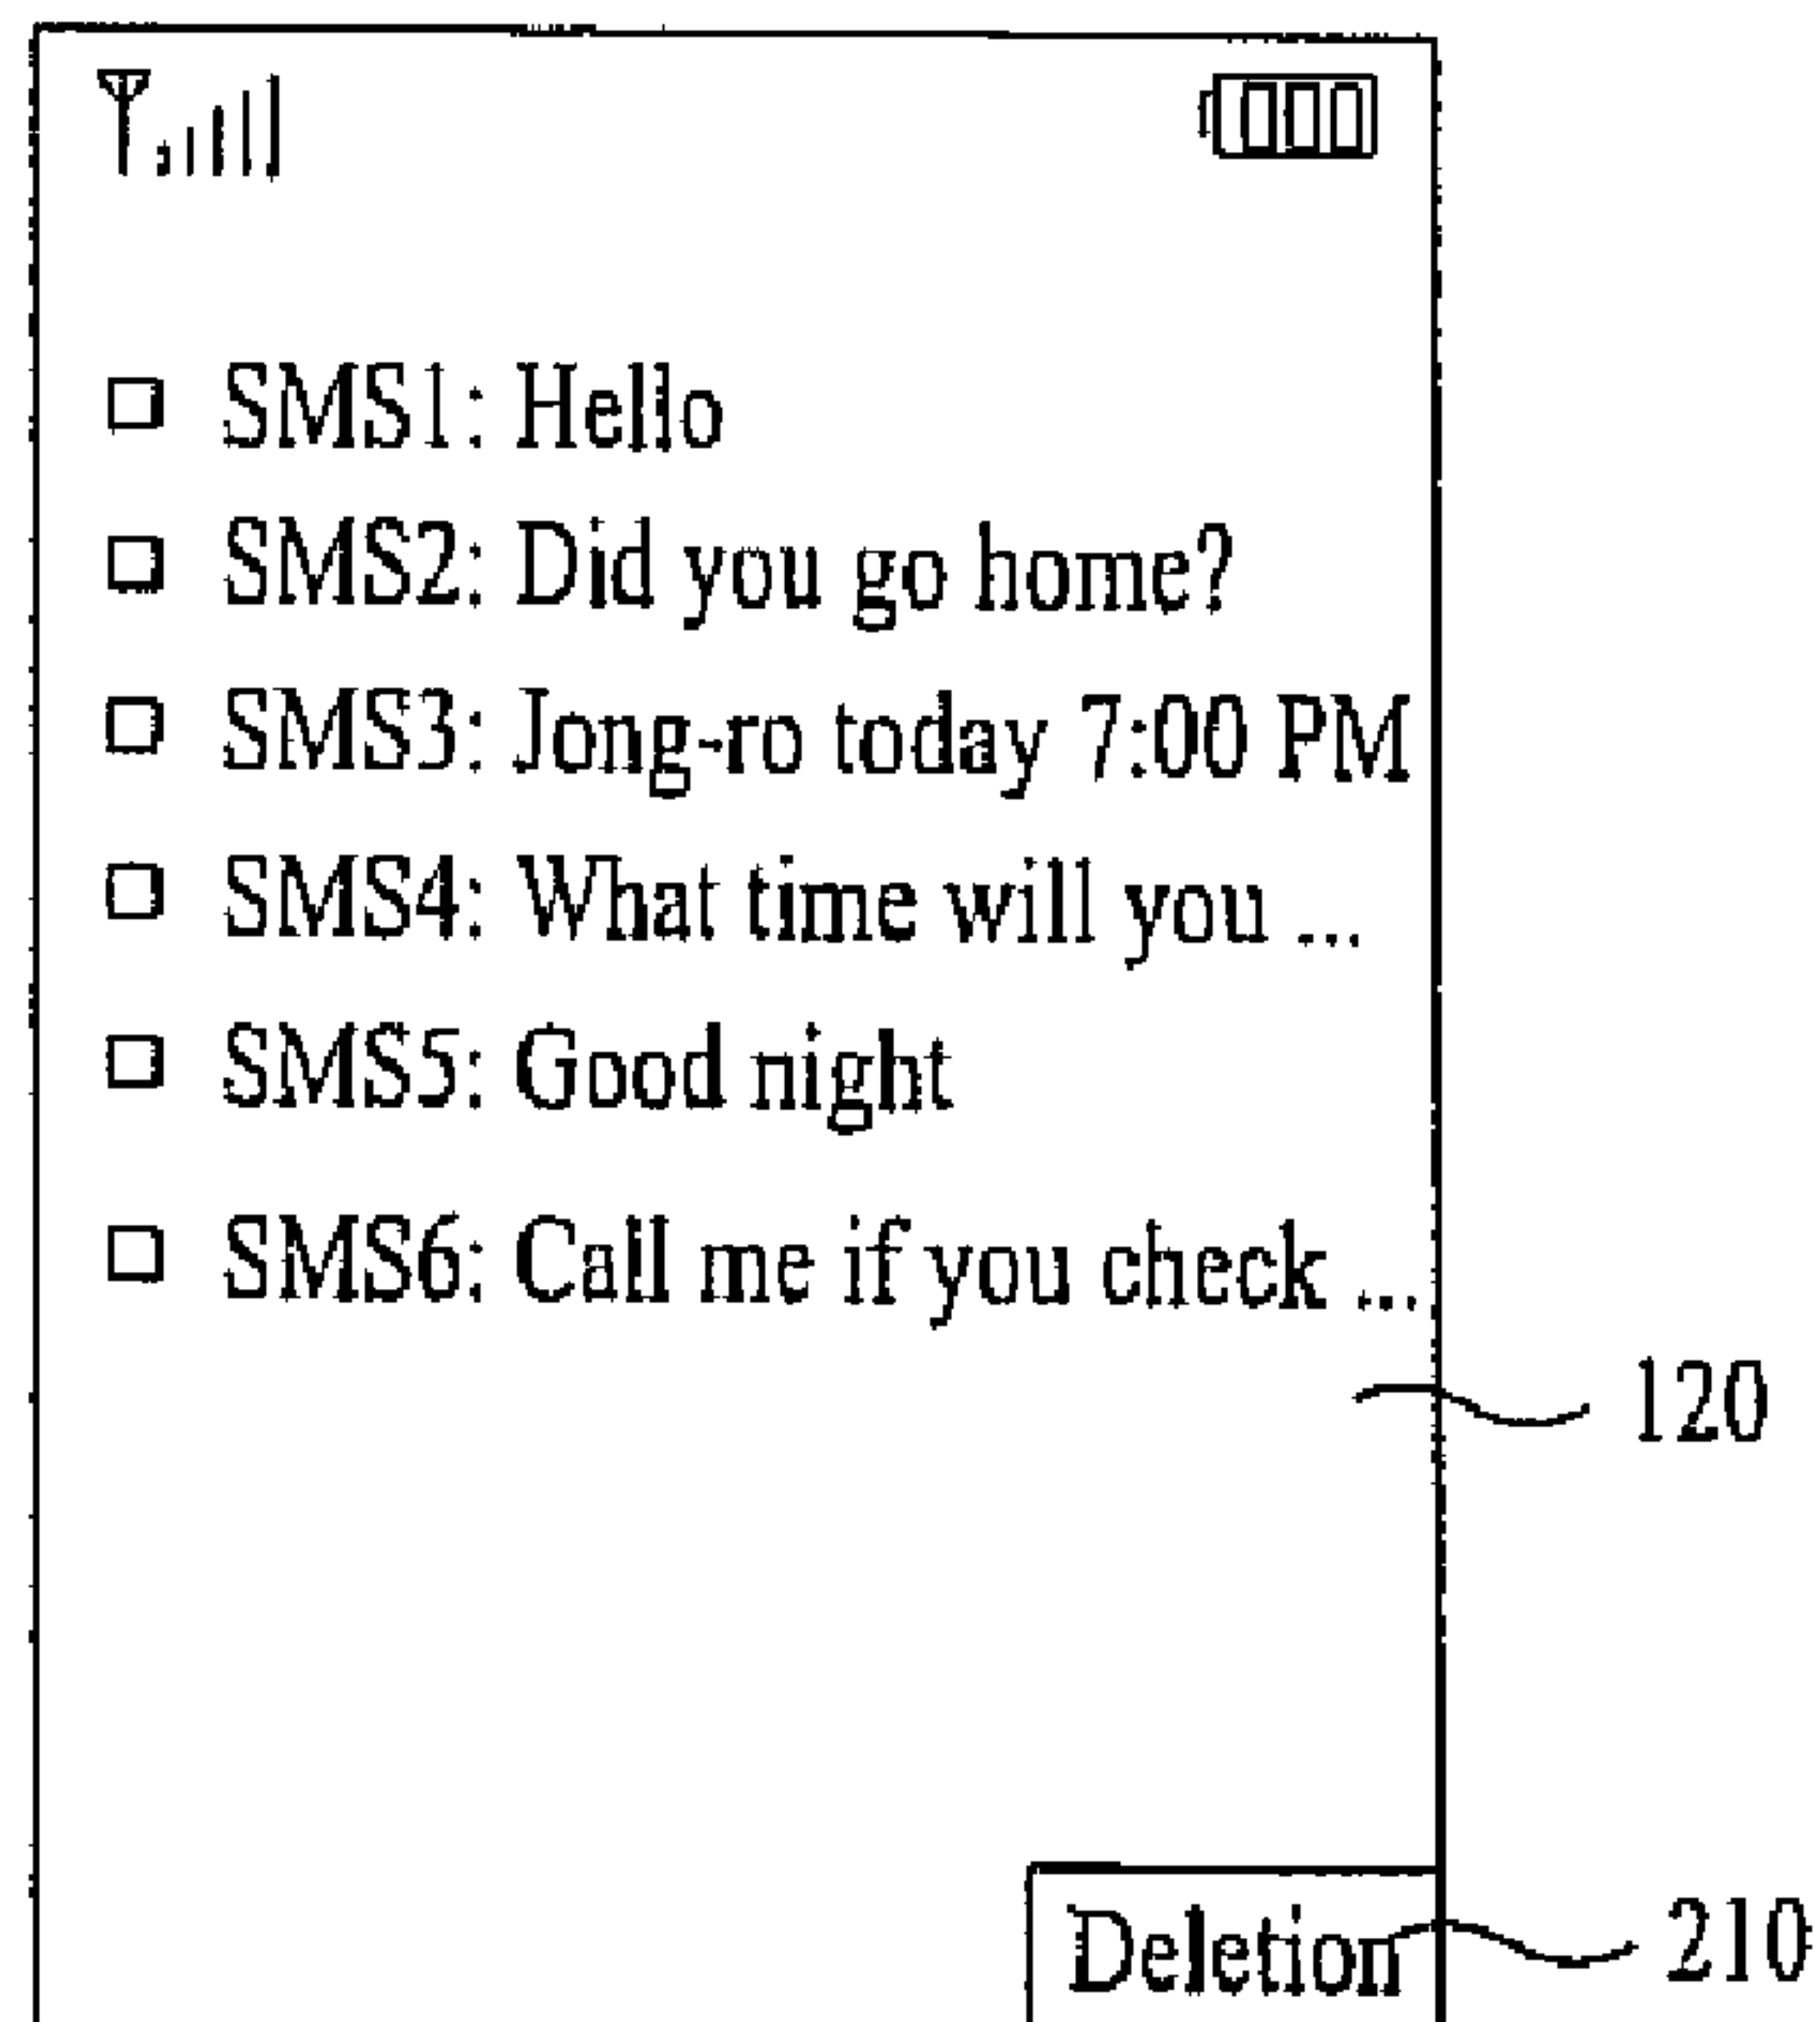 SMS1: Hello
SMS2: Did you go home?
SMS3: Jong-ro today 7:00 PM
SMS4: What time will you ...
SMS5: Good night
SMS6: Call me if you check ...
120
Deletion
210